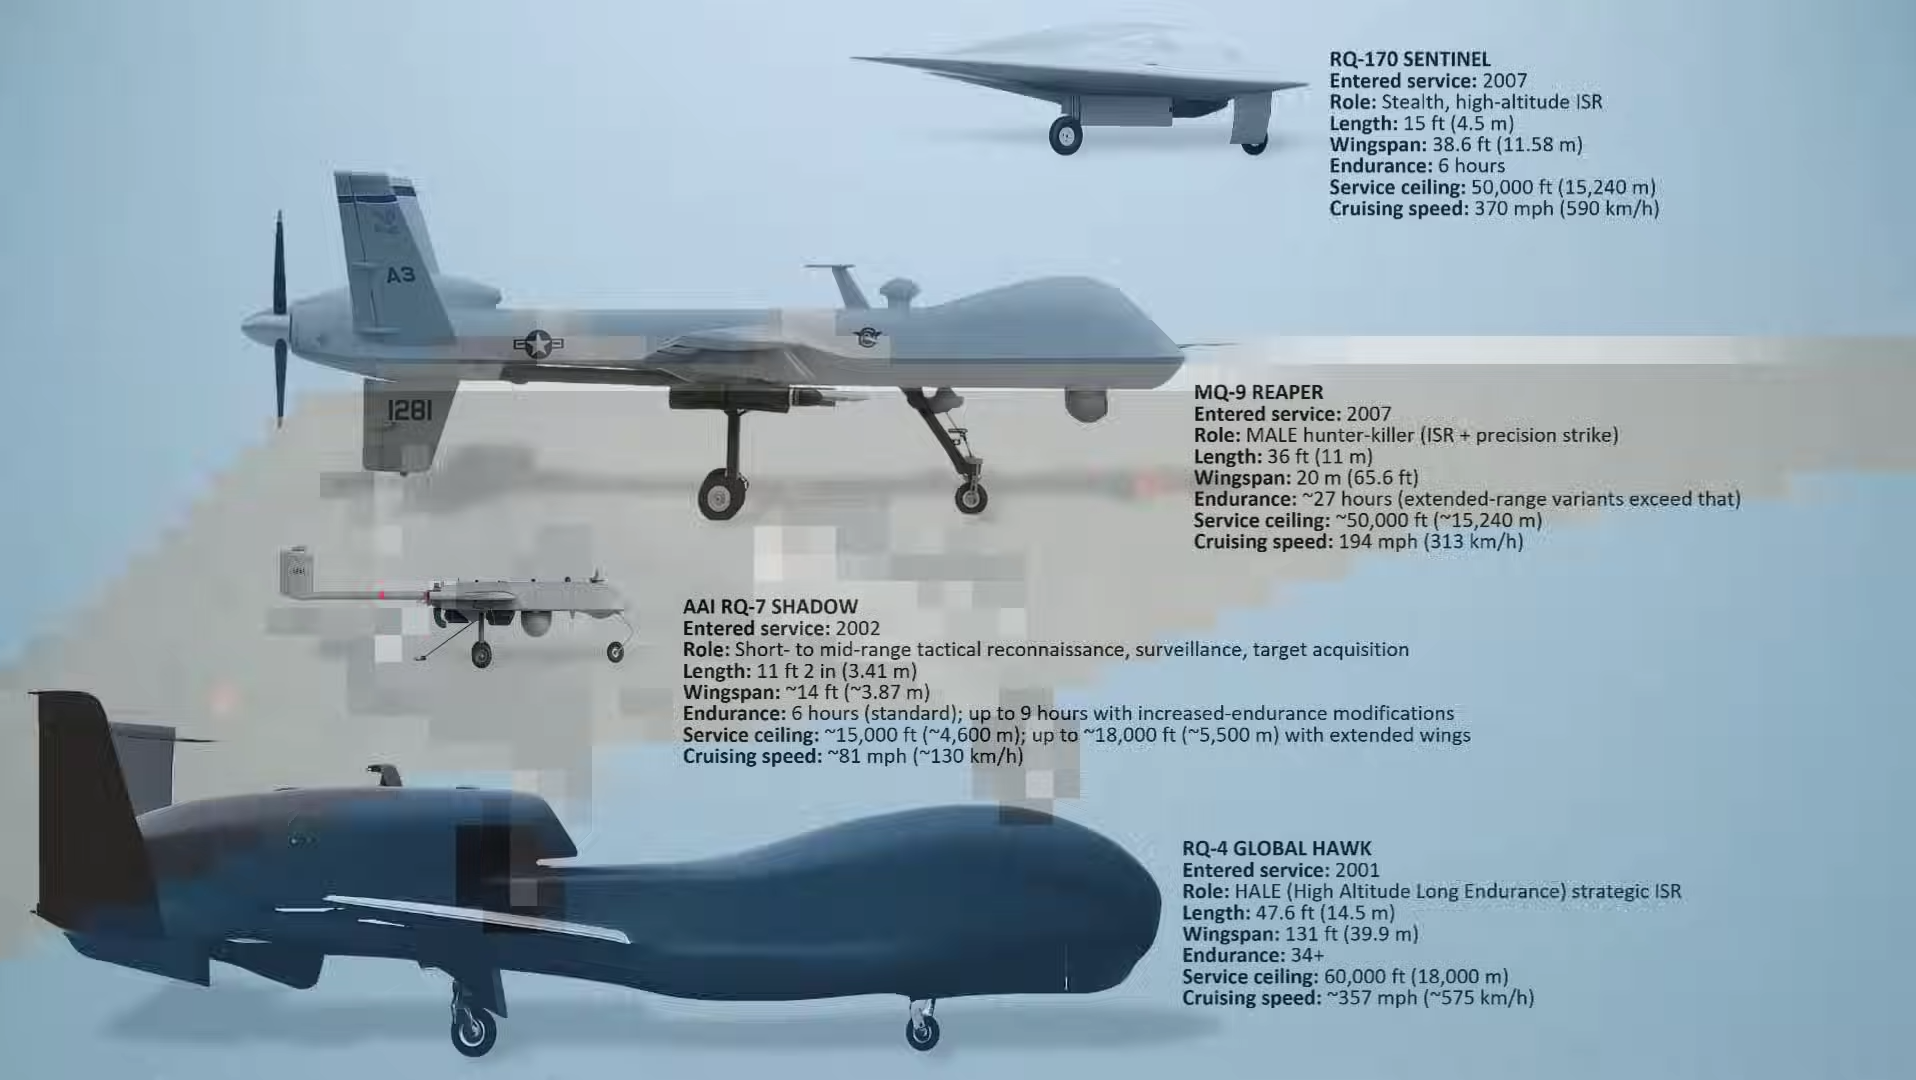 RQ-170 SENTINEL
Entered service: 2007
Role: Stealth, high-altitude ISR
Length: 15 ft (4.5 m)
Wingspan: 38.6 ft (11.58 m)
Endurance: 6 hours
Service ceiling: 50,000 ft (15,240 m)
Cruising speed: 370 mph (590 km/h)
A3
1281
MQ-9 REAPER
Entered service: 2007
Role: MALE hunter-killer (ISR + precision strike)
Length: 36 ft (11 m)
Wingspan: 20 m (65.6 ft)
Endurance: ~27 hours (extended-range variants exceed that)
Service ceiling: ~50,000 ft (~15,240 m)
Cruising speed: 194 mph (313 km/h)
AAI RQ-7 SHADOW
Entered service: 2002
Role: Short- to mid-range tactical reconnaissance, surveillance, target acquisition
Length: 11 ft 2 in (3.41 m)
Wingspan: ~14 ft (~3.87 m)
Endurance: 6 hours (standard); up to 9 hours with increased-endurance modifications
Service ceiling: ~15,000 ft (~4,600 m); up to ~18,000 ft (~5,500 m) with extended wings
Cruising speed: ~81 mph (~130 km/h)
RQ-4 GLOBAL HAWK
Entered service: 2001
Role: HALE (High Altitude Long Endurance) strategic ISR
Length: 47.6 ft (14.5 m)
Wingspan: 131 ft (39.9 m)
Endurance: 34+
Service ceiling: 60,000 ft (18,000 m)
Cruising speed: ~357 mph (~575 km/h)